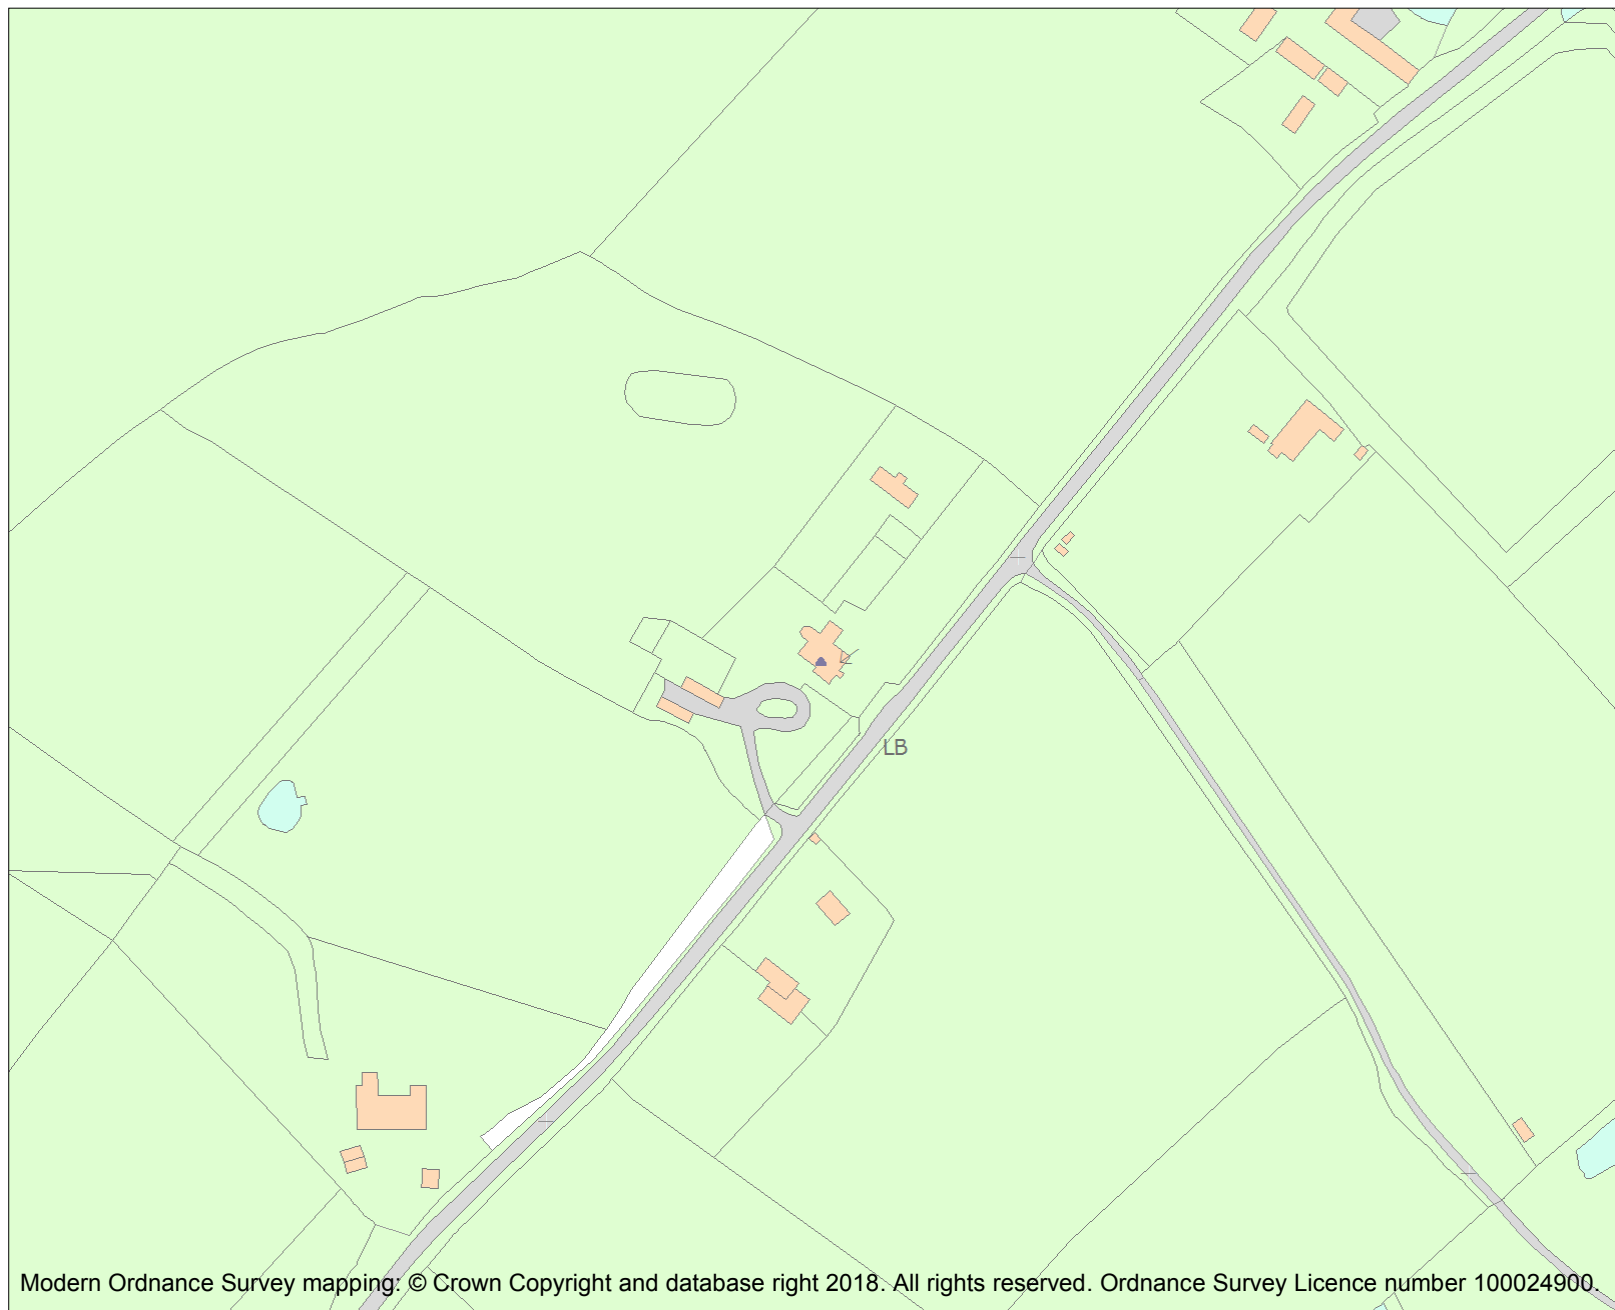 LB
Modern Ordnance Survey mapping: © Crown Copyright and database right 2018. All rights reserved. Ordnance Survey Licence number 100024900.